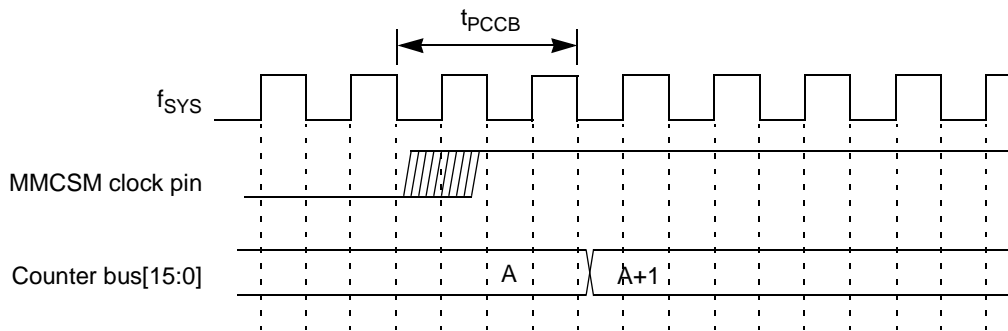 tPCCB
fSYS
MMCSM clock pin
Counter bus[15:0]
A
A+1